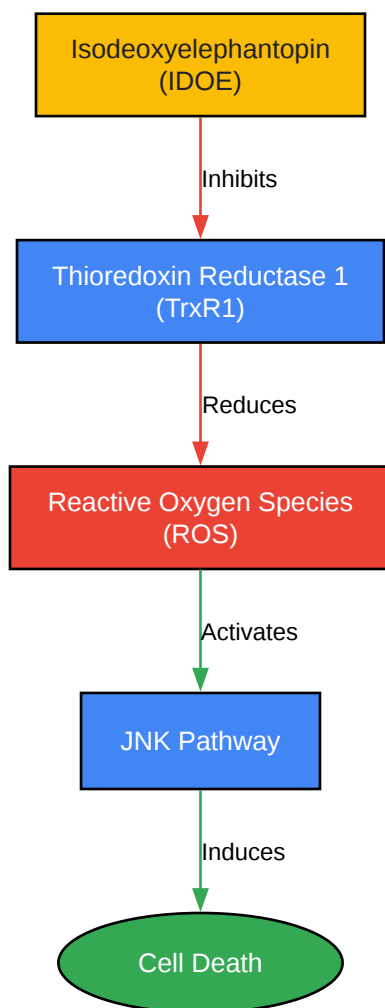 Isodeoxyelephantopin
(IDOE)
Inhibits
Thioredoxin Reductase 1
(TrxR1)
Reduces
Reactive Oxygen Species
(ROS)
Activates
JNK Pathway
Induces
Cell Death